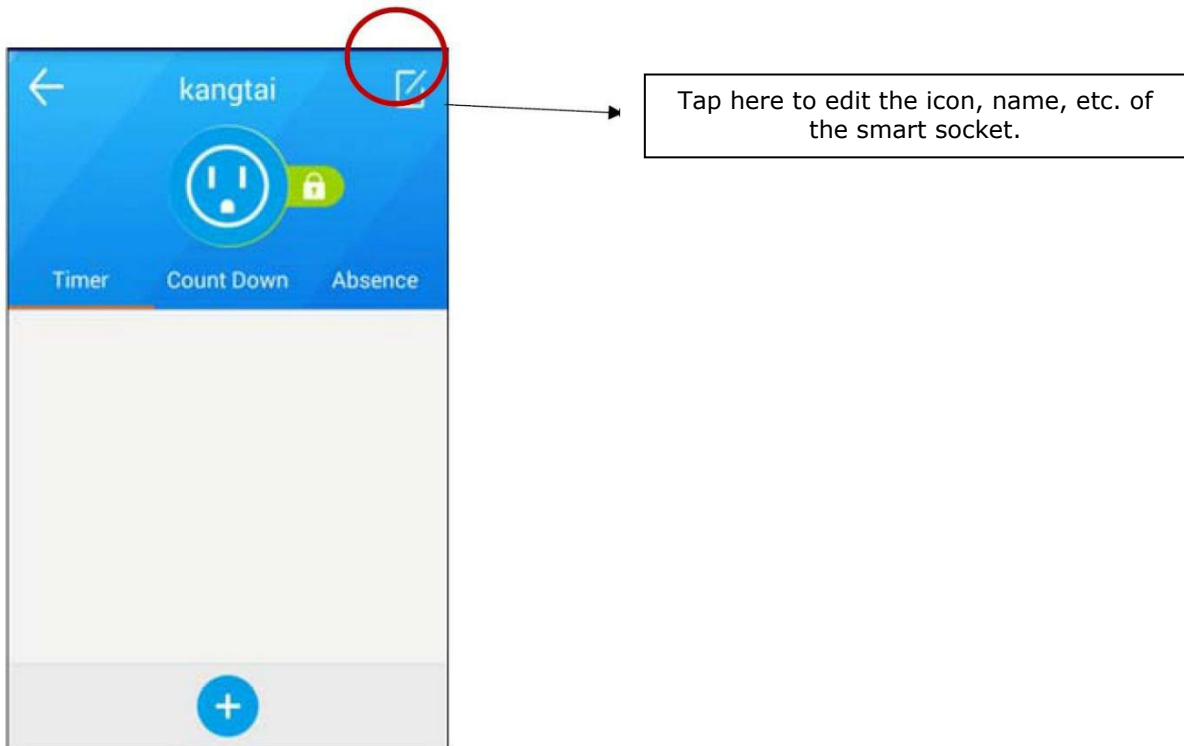 kangtai
Tap here to edit the icon, name, etc. of
the smart socket.
Timer Count Down Absence